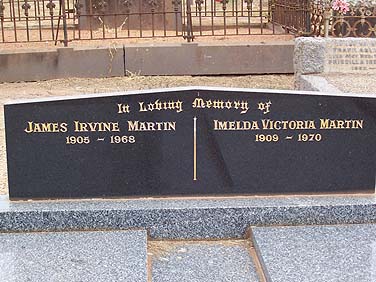 In Loving Memory of
JAMES IRVINE MARTIN
1905 ~ 1968
IMELDA VICTORIA MARTIN
1909 ~ 1970